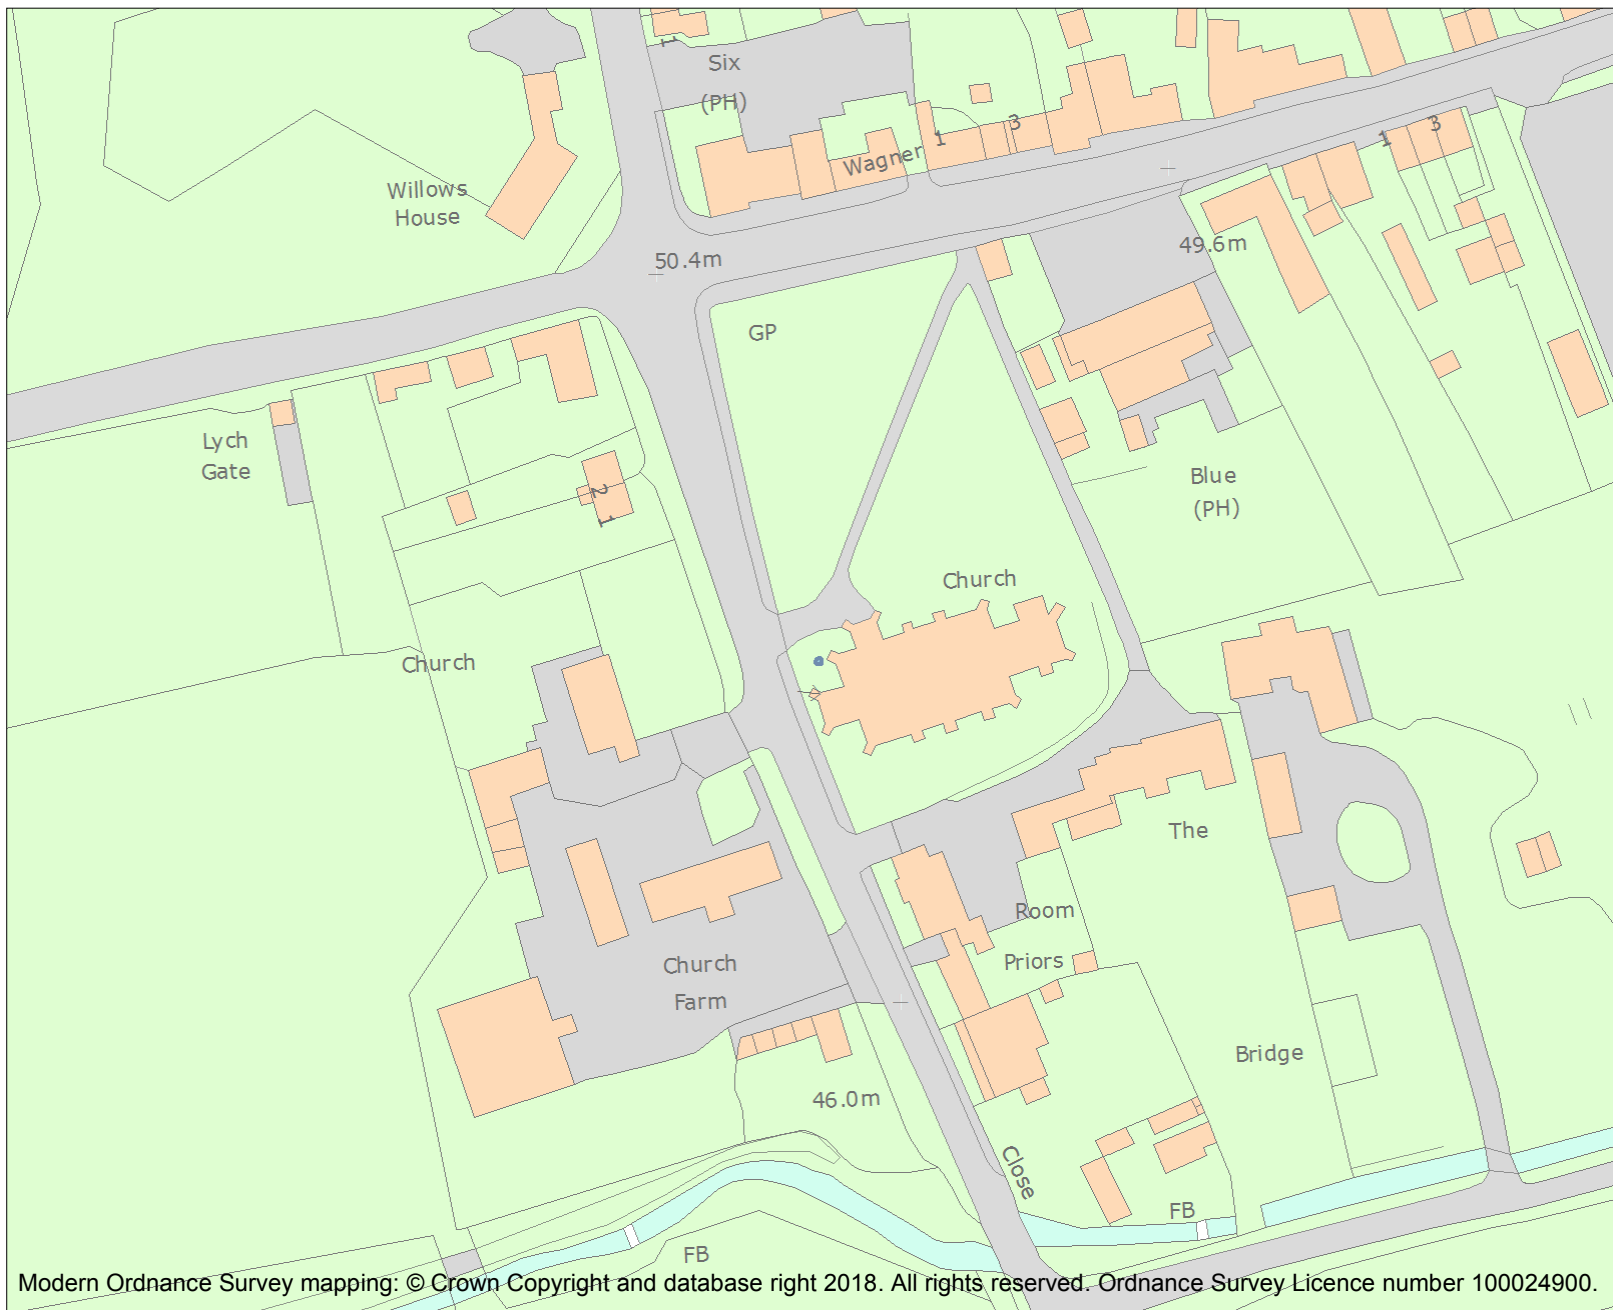 1
Six
(PH)
3
1
Wagner
1
3
Willows
House
49.6m
50.4m
GP
Lych
Gate
Blue
(PH)
2
1
Church
Church
The
Room
Priors
Church
Farm
Bridge
46.0m
Close
FB
FB
Modern Ordnance Survey mapping: © Crown Copyright and database right 2018. All rights reserved. Ordnance Survey Licence number 100024900.